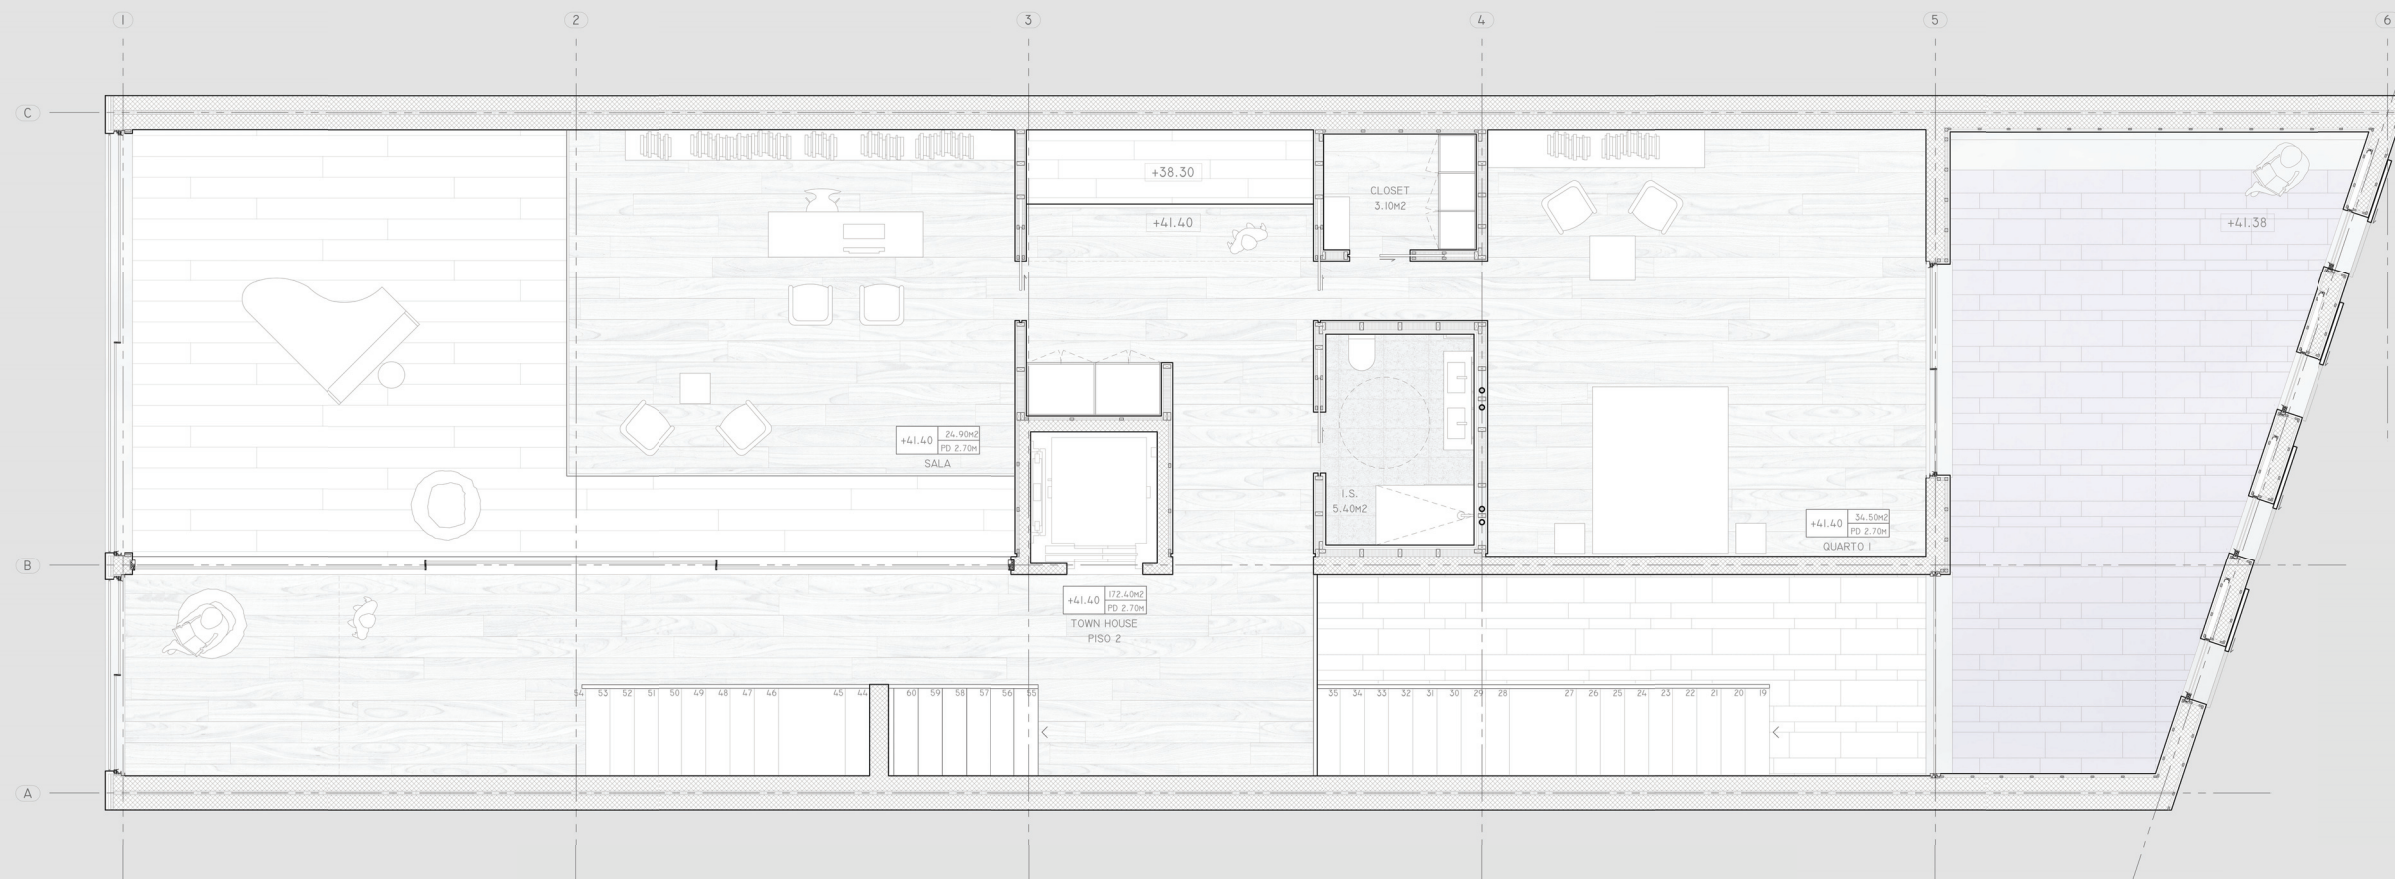 1 2 3 4 5 6
C
+38.30
CLOSET
3.10M2
+41.40
+41.38
+41.40 24.90M2
PD 2.70M
SALA
I.S.
5.40M2
+41.40 34.50M2
PD 2.70M
QUARTO 1
B
+41.40 172.40M2
PD 2.70M
TOWN HOUSE
PISO 2
54 53 52 51 50 49 48 47 46 45 44 60 59 58 57 56 55 35 34 33 32 31 30 29 28 27 26 25 24 23 22 21 20 19
A